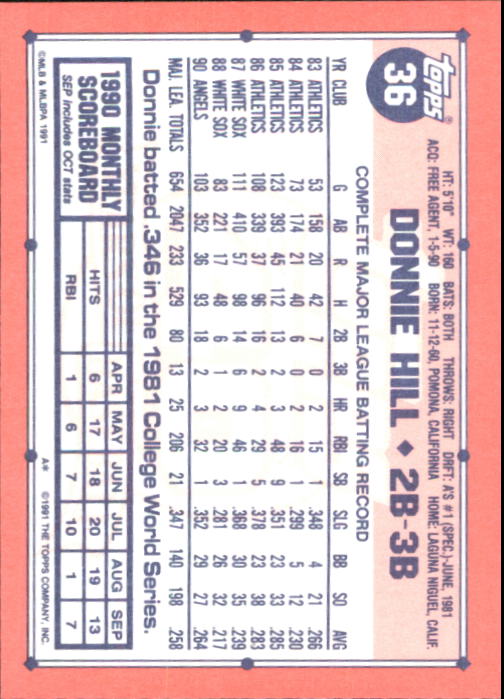 Topps®
36
HT: 5'10" WT: 160 BATS: BOTH THROWS: RIGHT DRFT: A'S #1 (SPEC.)-JUNE, 1981
ACQ: FREE AGENT, 1-5-90 BORN: 11-12-60, POMONA, CALIFORNIA HOME: LAGUNA NIGUEL, CALIF.
DONNIE HILL ♦ 2B-3B
COMPLETE MAJOR LEAGUE BATTING RECORD
YR CLUB G AB R H 2B 3B HR RBI SB SLG BB SO AVG
83 ATHLETICS 53 158 20 42 7 0 2 15 1 .348 4 21 .266
84 ATHLETICS 73 174 21 40 6 0 2 16 1 .299 5 12 .230
85 ATHLETICS 123 393 45 112 13 2 3 48 9 .351 23 33 .285
86 ATHLETICS 108 339 37 96 16 2 4 29 5 .378 23 38 .283
87 WHITE SOX 111 410 57 98 14 6 9 46 1 .368 30 35 .239
88 WHITE SOX 83 221 17 48 6 1 2 20 3 .281 26 32 .217
90 ANGELS 103 352 36 93 18 2 3 32 1 .352 29 27 .264
MAJ. LEA. TOTALS 654 2047 233 529 80 13 25 206 21 .347 140 198 .258
Donnie batted .346 in the 1981 College World Series.
1990 MONTHLY SCOREBOARD
SEP includes OCT stats
APR MAY JUN JUL AUG SEP
HITS 6 17 18 20 19 13
RBI 1 6 7 10 1 7
©MLB & MLBPA 1991 A* ©1991 THE TOPPS COMPANY, INC.